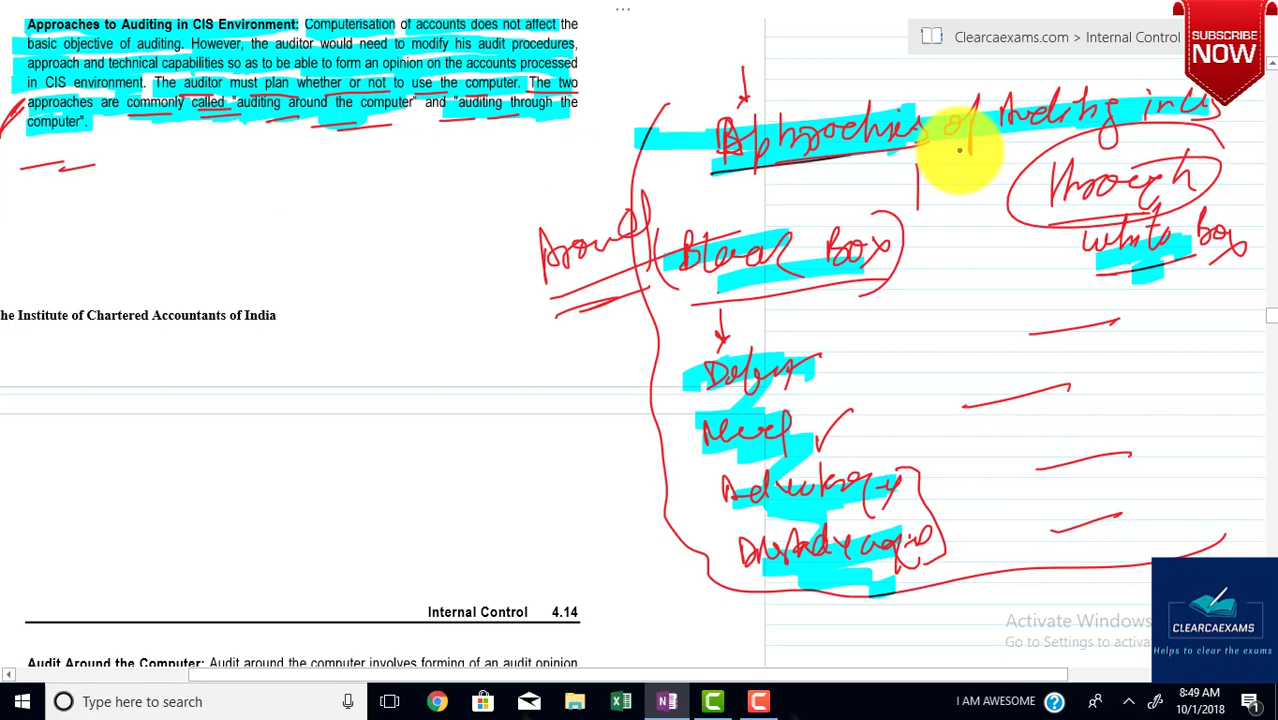 Approaches to Auditing in CIS Environment: Computerisation of accounts does not affect the
basic objective of auditing. However, the auditor would need to modify his audit procedures,
approach and technical capabilities so as to be able to form an opinion on the accounts processed
in CIS environment. The auditor must plan whether or not to use the computer. The two
approaches are commonly called "auditing around the computer" and "auditing through the
computer".
he Institute of Chartered Accountants of India
Internal Control 4.14
Audit Around the Computer: Audit around the computer involves forming of an audit opinion
Clearcaexams.com > Internal Control
SUBSCRIBE
NOW
of Auditing in
through
Around
Box
White Box
Need
Activate Windows
Go to Settings to activa
CLEARCAEXAMS
Helps to clear the exams
Type here to search
I AM AWESOME
8:49 AM
10/1/2018
1